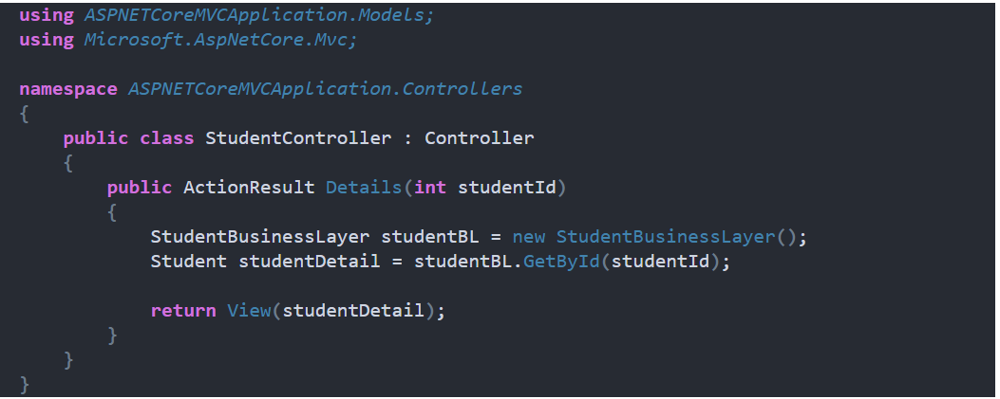 using ASPNETCoreMVCApplication.Models;
using Microsoft.AspNetCore.Mvc;
namespace ASPNETCoreMVCApplication.Controllers
{
    public class StudentController : Controller
    {
        public ActionResult Details(int studentId)
        {
            StudentBusinessLayer studentBL = new StudentBusinessLayer();
            Student studentDetail = studentBL.GetById(studentId);
            return View(studentDetail);
        }
    }
}